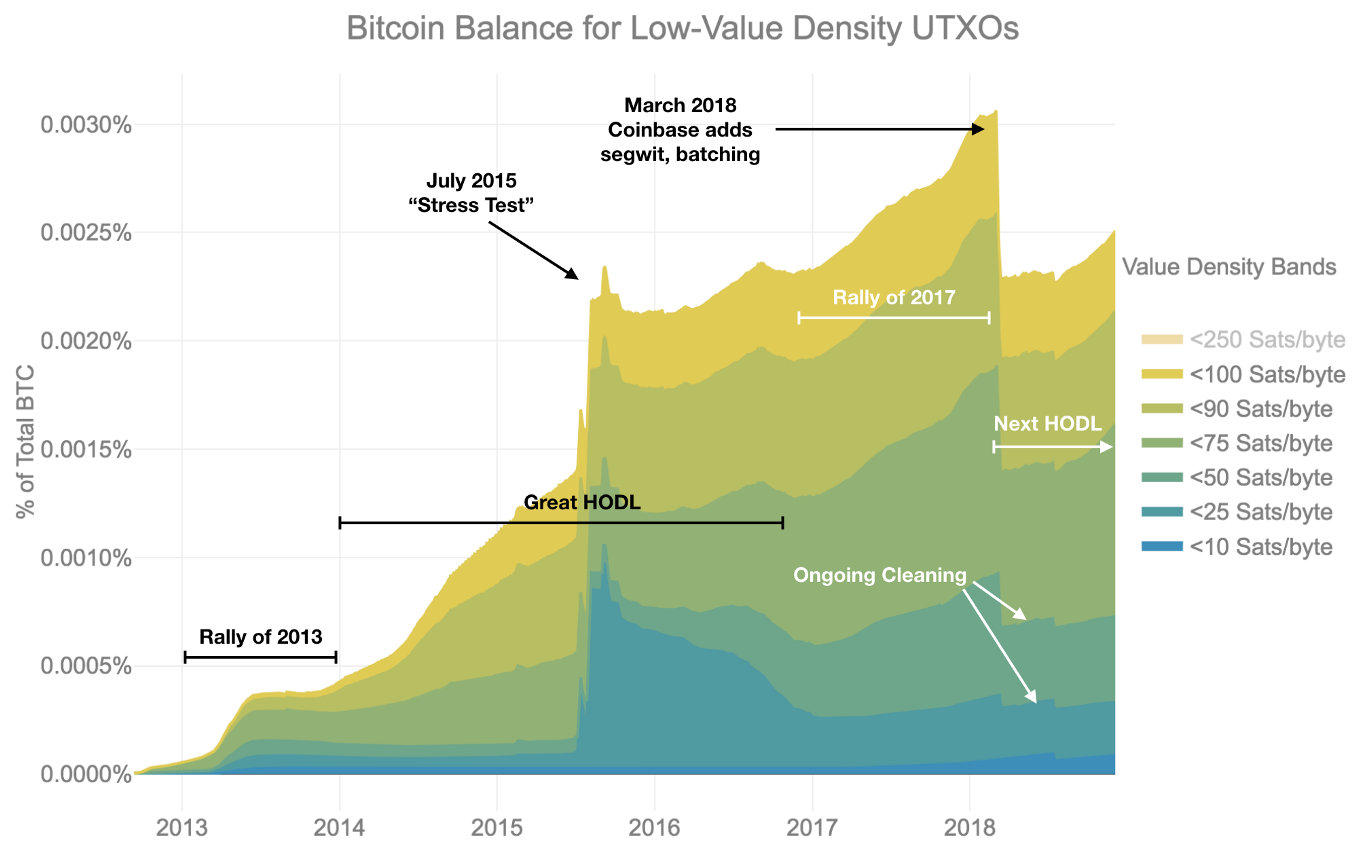 Bitcoin Balance for Low-Value Density UTXOs
March 2018
Coinbase adds
segwit, batching
July 2015
“Stress Test”
Rally of 2017
Great HODL
Next HODL
Ongoing Cleaning
Rally of 2013
% of Total BTC
0.0030%
0.0025%
0.0020%
0.0015%
0.0010%
0.0005%
0.0000%
2013
2014
2015
2016
2017
2018
Value Density Bands
<250 Sats/byte
<100 Sats/byte
<90 Sats/byte
<75 Sats/byte
<50 Sats/byte
<25 Sats/byte
<10 Sats/byte